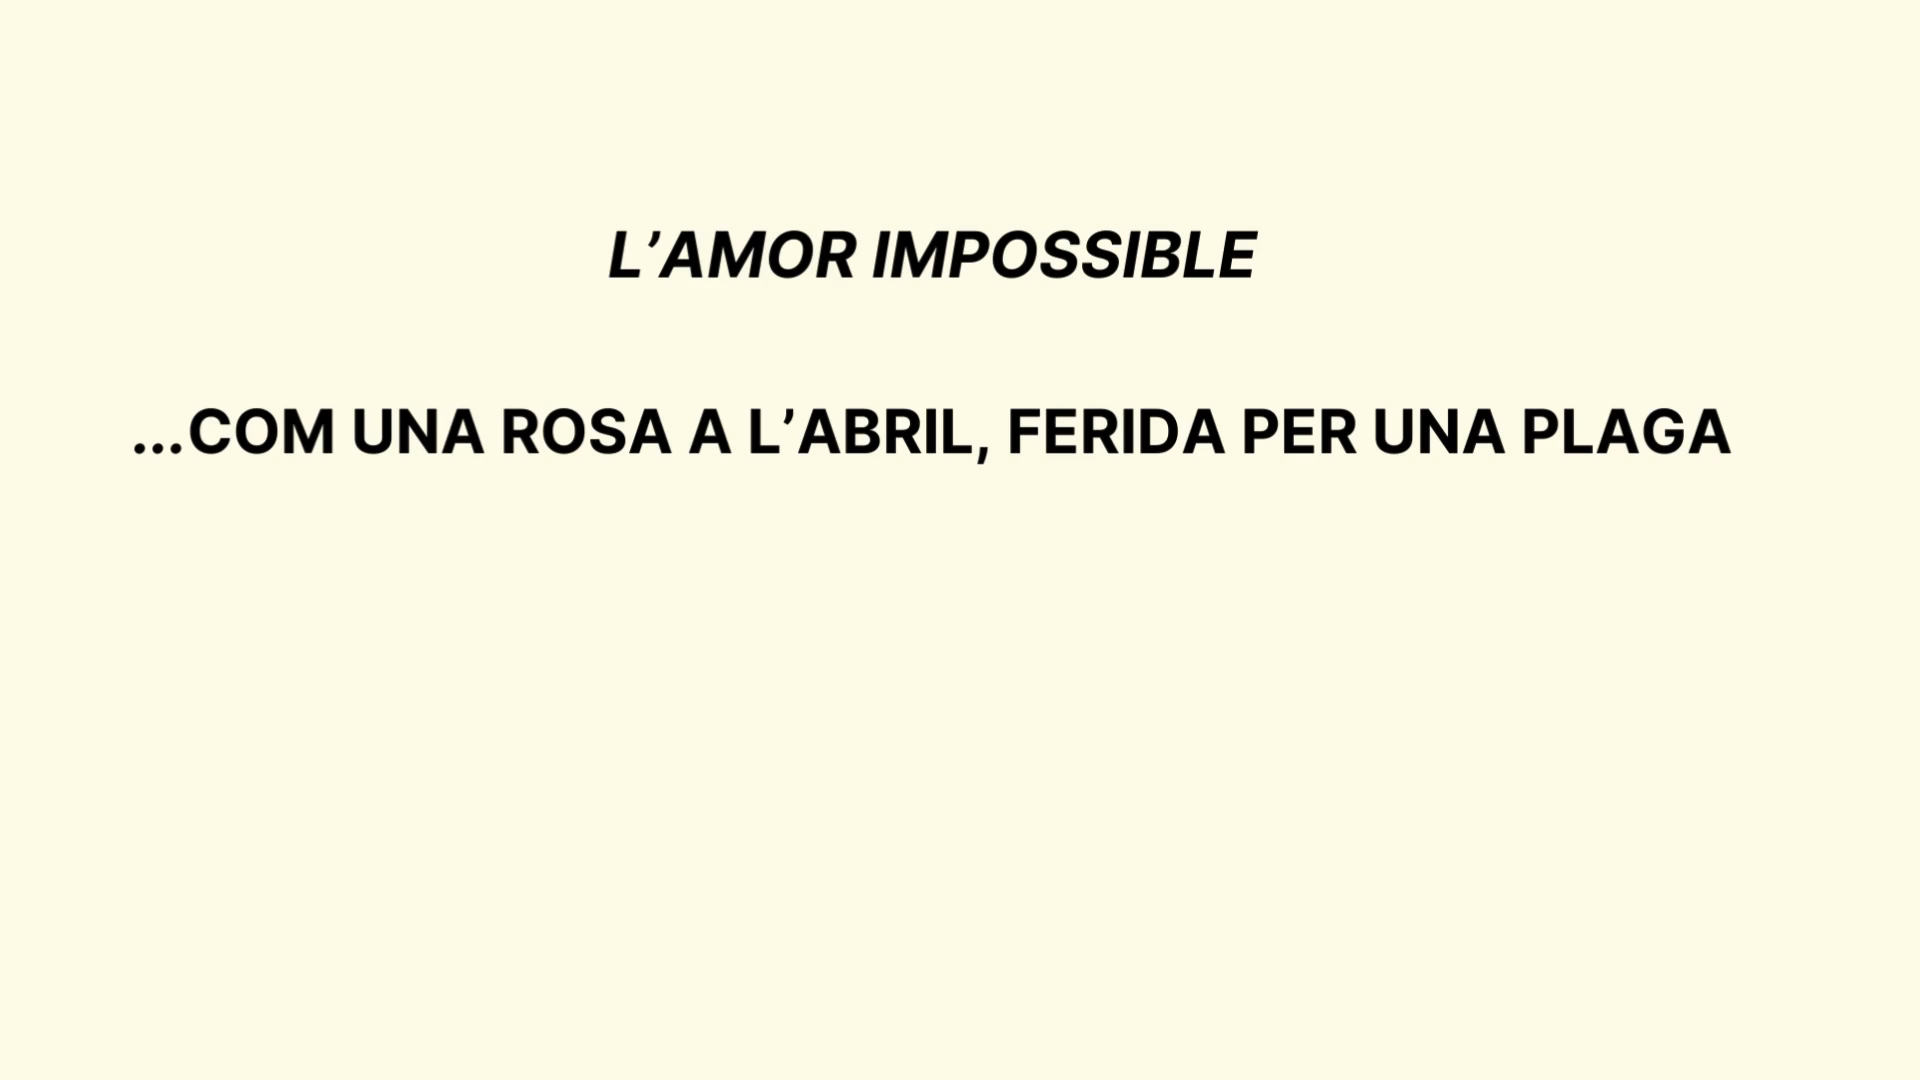 L’AMOR IMPOSSIBLE
...COM UNA ROSA A L’ABRIL, FERIDA PER UNA PLAGA